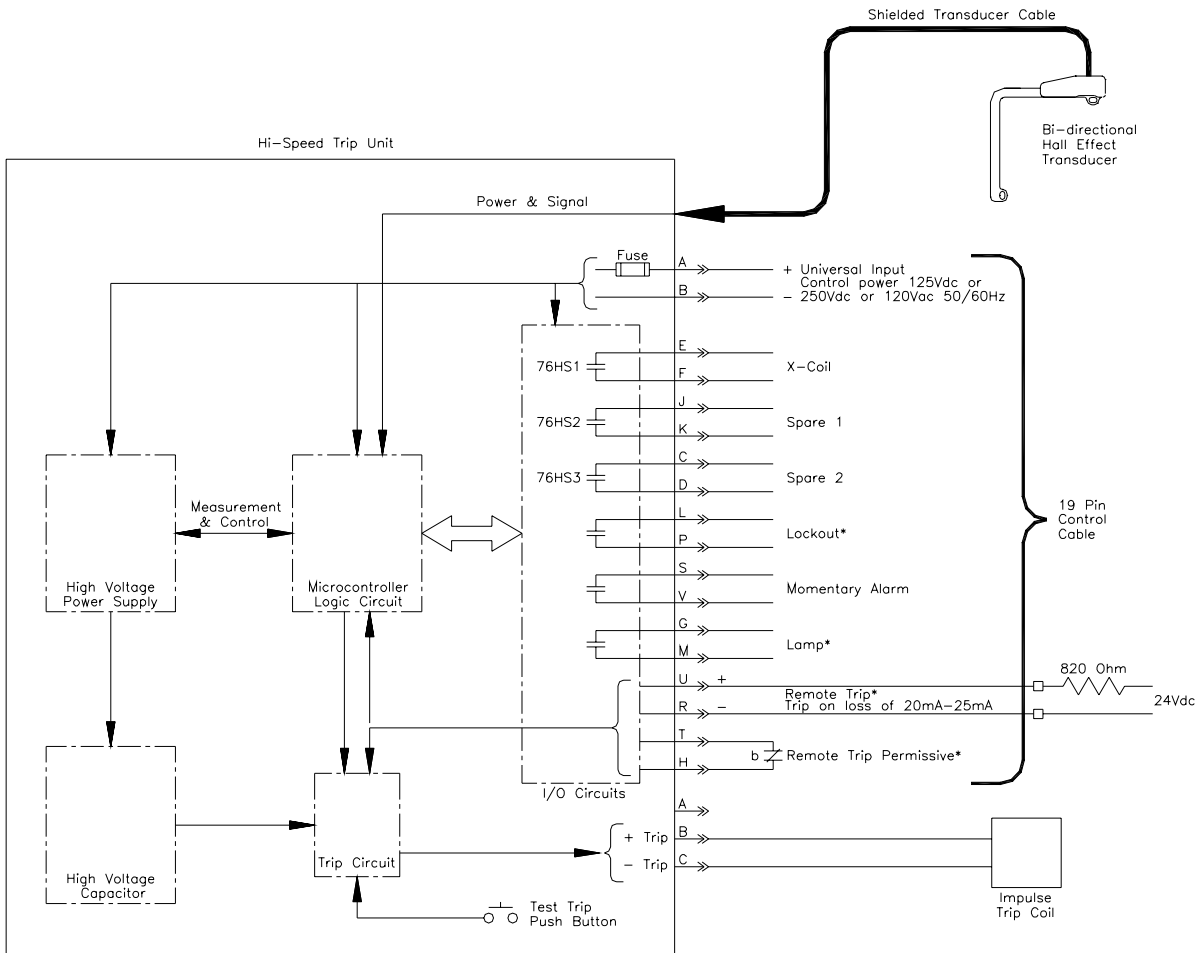 Shielded Transducer Cable
Hi-Speed Trip Unit
Bi-directional
Hall Effect
Transducer
Power & Signal
Fuse
A
+ Universal Input
Control power 125Vdc or
B
- 250Vdc or 120Vac 50/60Hz
E
76HS1
X-Coil
F
J
76HS2
Spare 1
K
C
76HS3
Spare 2
D
L
Lockout*
P
S
Momentary Alarm
V
G
Lamp*
M
19 Pin
Control
Cable
Measurement
& Control
High Voltage
Power Supply
Microcontroller
Logic Circuit
U +
Remote Trip*
R -
Trip on loss of 20mA-25mA
820 Ohm
24Vdc
T
b
Remote Trip Permissive*
H
I/O Circuits
A
+ Trip B
- Trip C
Trip Circuit
High Voltage
Capacitor
Test Trip
Push Button
Impulse
Trip Coil